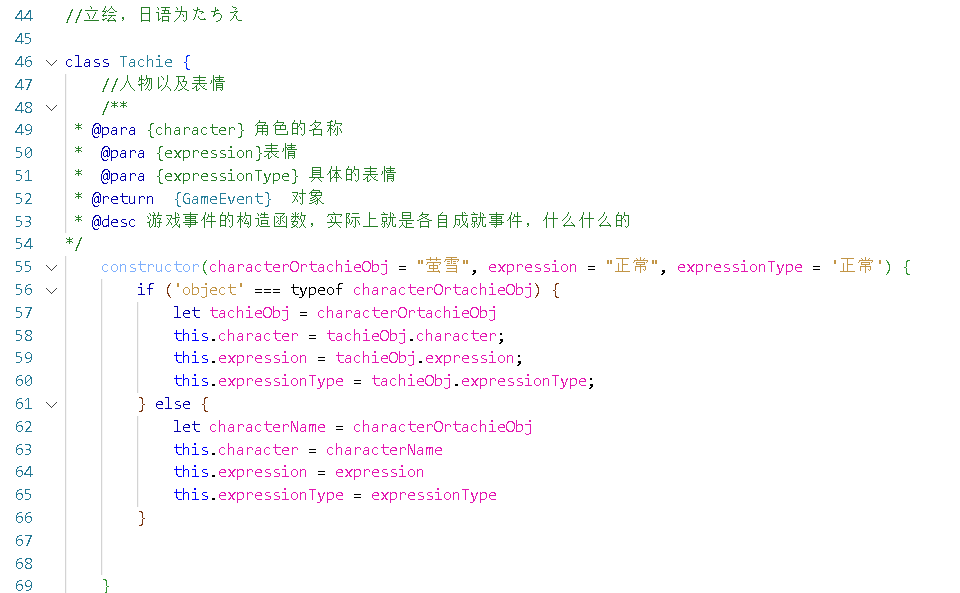 44 //立绘，日语为たちえ
45
46 class Tachie {
47 //人物以及表情
48 /**
49 * @para {character} 角色的名称
50 *  @para {expression}表情
51 *  @para {expressionType} 具体的表情
52 * @return  {GameEvent}  对象
53 * @desc 游戏事件的构造函数，实际上就是各自成就事件，什么什么的
54 */
55 constructor(characterOrtachieObj = "萤雪", expression = "正常", expressionType = '正常') {
56 if ('object' === typeof characterOrtachieObj) {
57 let tachieObj = characterOrtachieObj
58 this.character = tachieObj.character;
59 this.expression = tachieObj.expression;
60 this.expressionType = tachieObj.expressionType;
61 } else {
62 let characterName = characterOrtachieObj
63 this.character = characterName
64 this.expression = expression
65 this.expressionType = expressionType
66 }
67
68
69 }